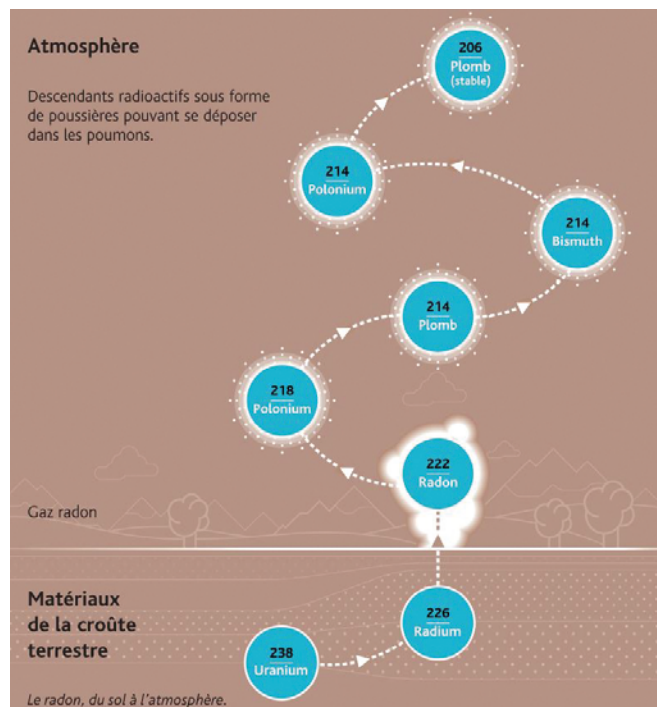 Atmosphère
Descendants radioactifs sous forme
de poussières pouvant se déposer
dans les poumons.
206
Plomb
(stable)
214
Polonium
214
Bismuth
214
Plomb
218
Polonium
222
Radon
Gaz radon
Matériaux
de la croûte
terrestre
226
Radium
238
Uranium
Le radon, du sol à l'atmosphère.